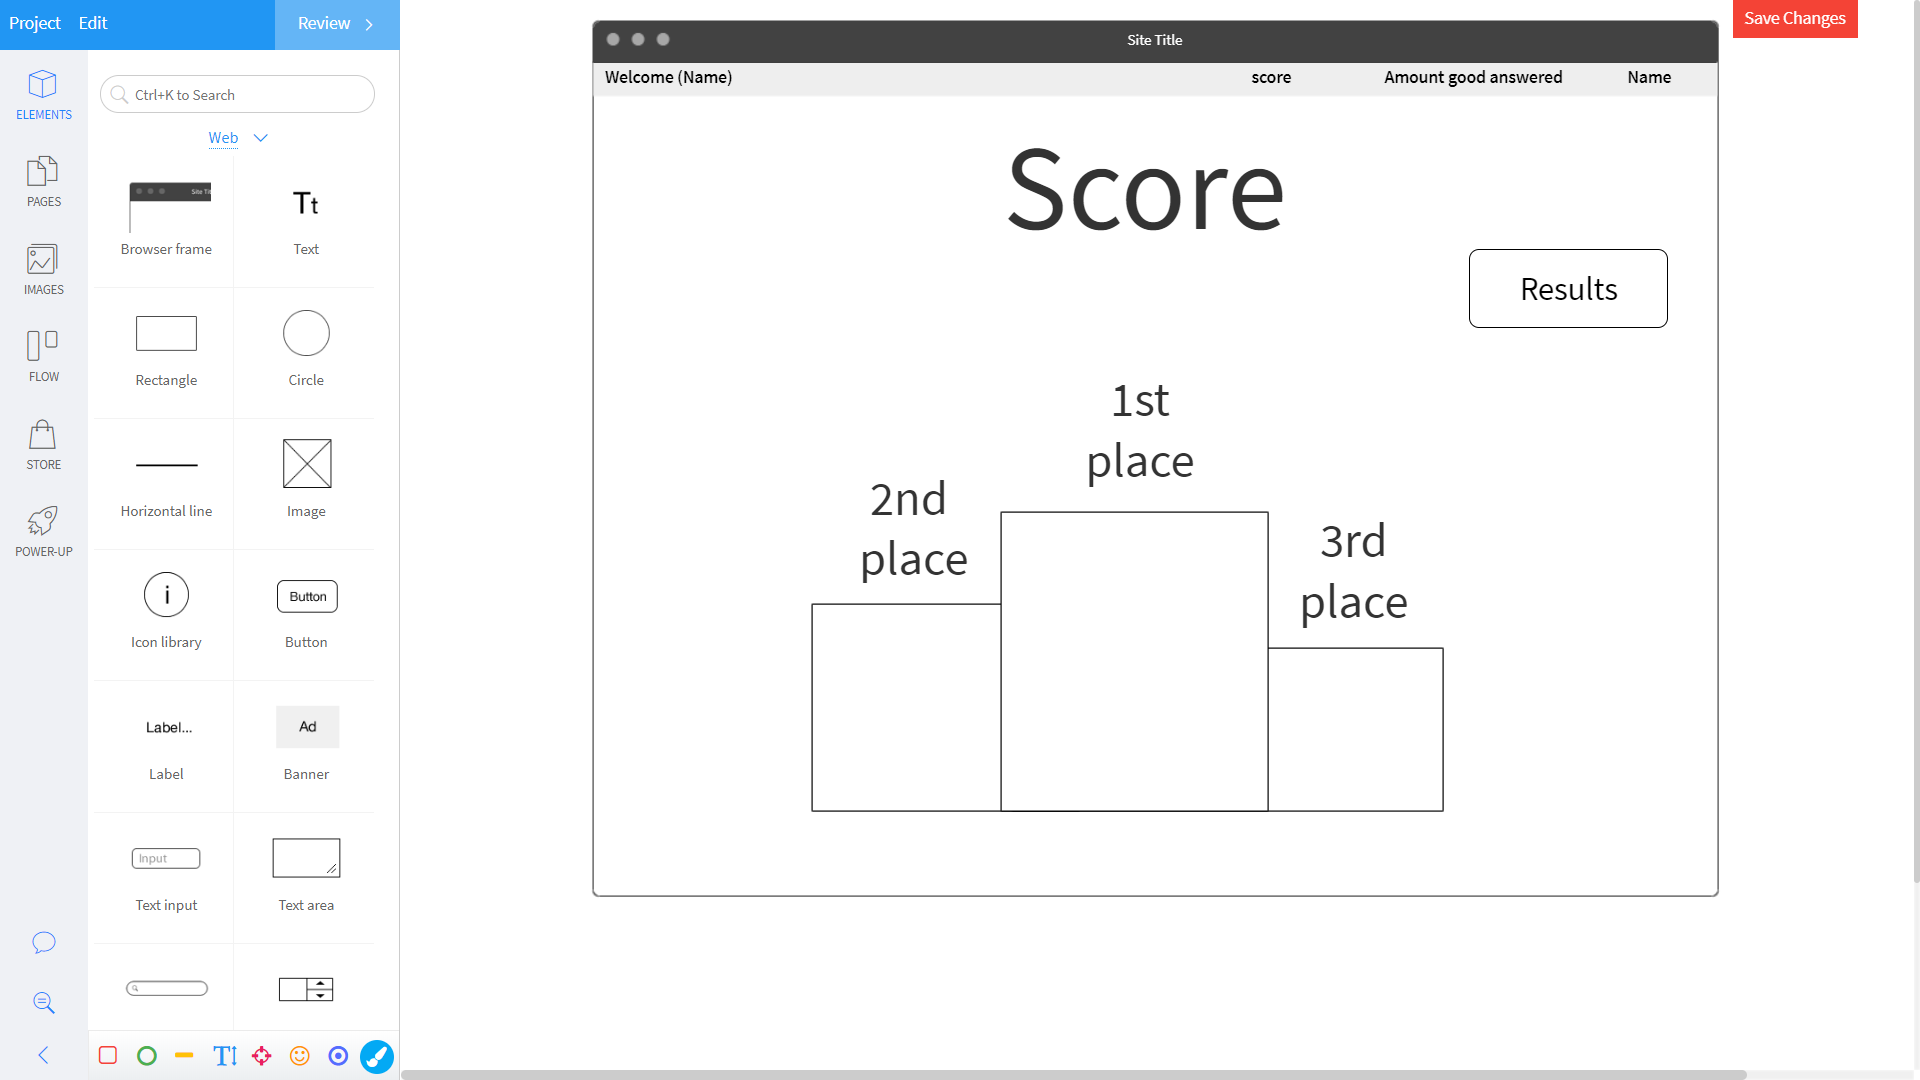 Project Edit Review
Save Changes
Site Title
Welcome (Name) score Amount good answered Name
ELEMENTS
PAGES
IMAGES
FLOW
STORE
POWER-UP
Ctrl+K to Search
Web
Site Tit
Tt
Browser frame Text
Rectangle Circle
Horizontal line Image
i Button
Icon library Button
Label... Ad
Label Banner
Input
Text input Text area
T
Score
Results
1st
place
2nd
place
3rd
place